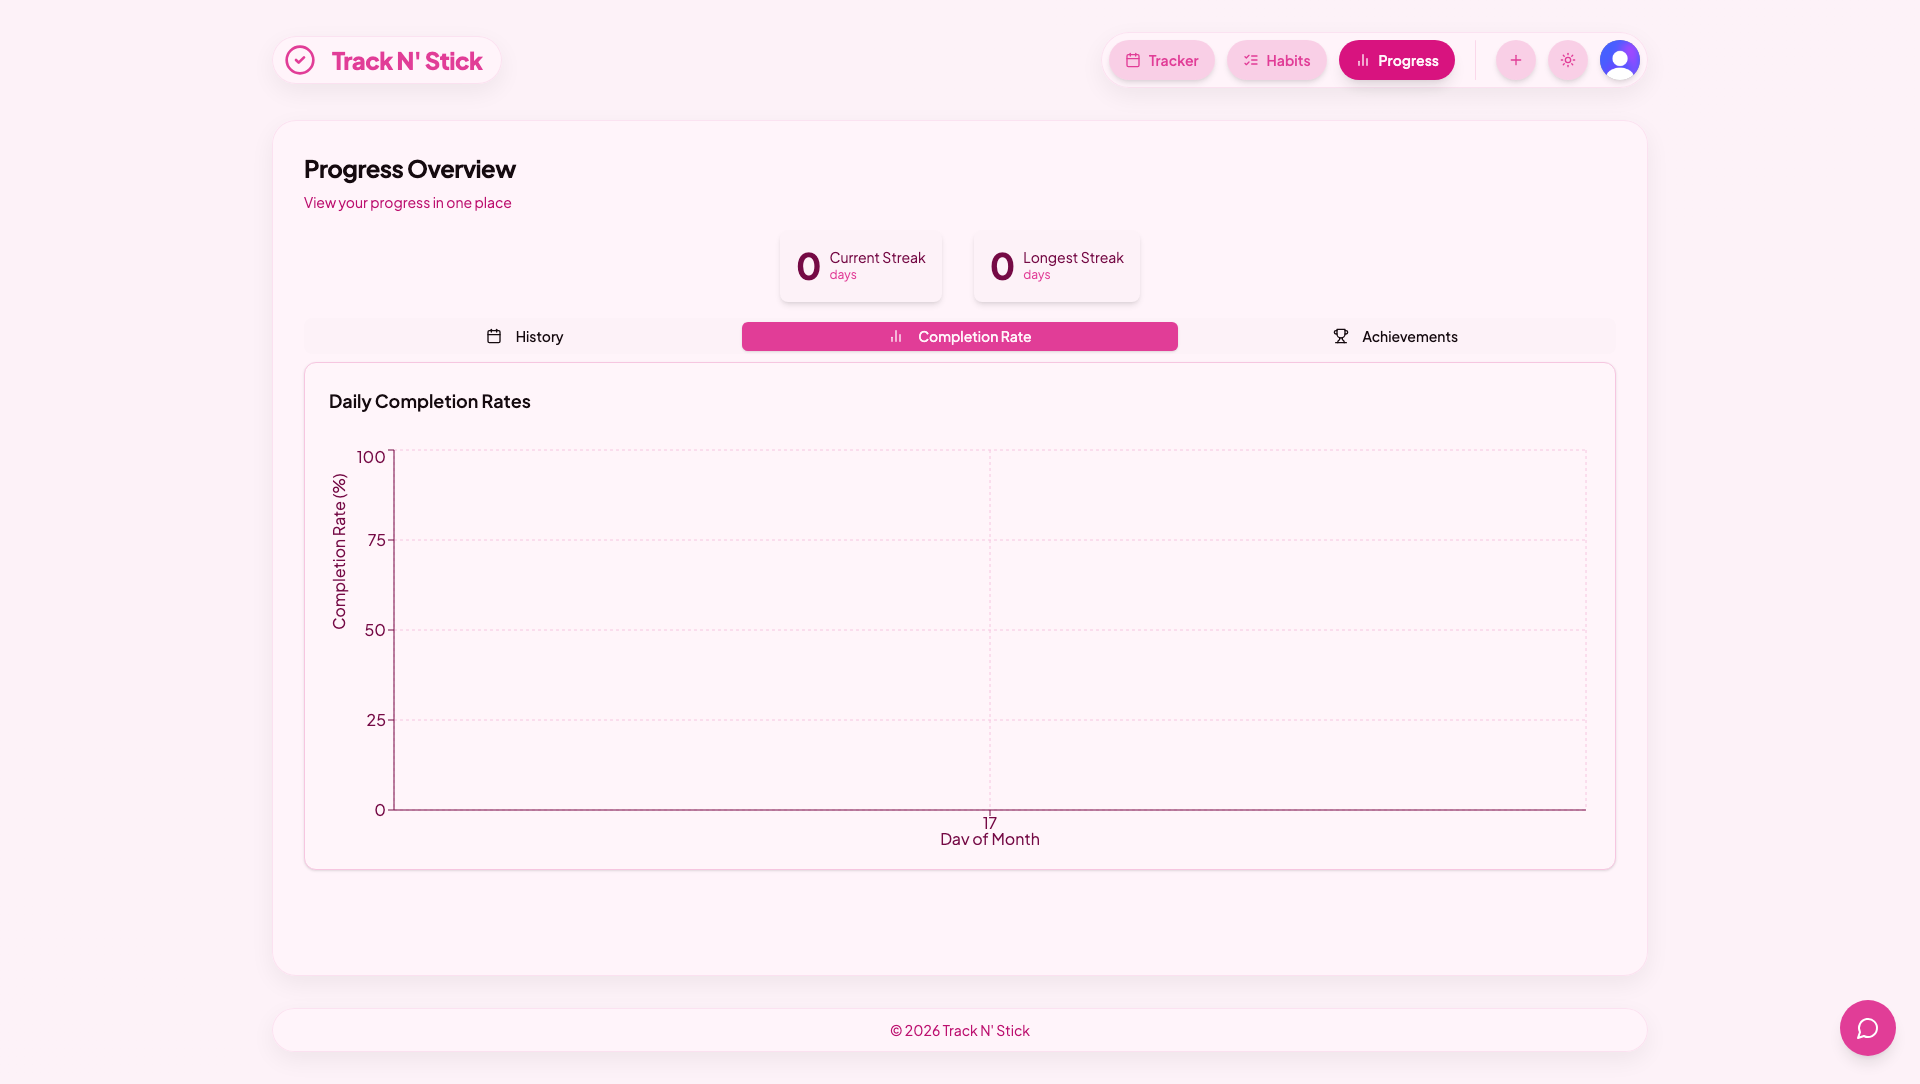 Track N' Stick
Tracker
Habits
Progress
Progress Overview
View your progress in one place
0
Current Streak
days
0
Longest Streak
days
History
Completion Rate
Achievements
Daily Completion Rates
Completion Rate (%)
100
75
50
25
0
17
Day of Month
© 2026 Track N' Stick